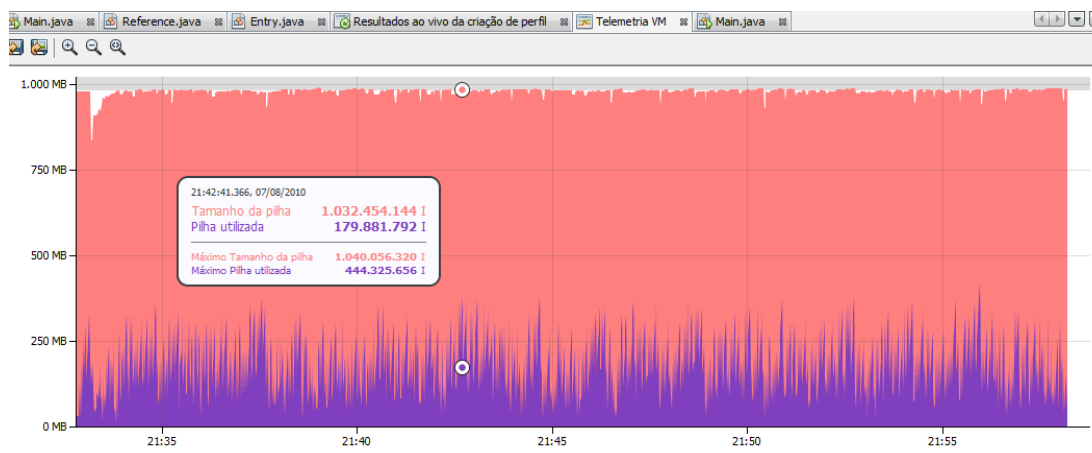 Main.java Reference.java Entry.java Resultados ao vivo da criação de perfil Telemetria VM Main.java
1.000 MB
750 MB
21:42:41.366, 07/08/2010
Tamanho da pilha 1.032.454.144 I
Pilha utilizada 179.881.792 I
Máximo Tamanho da pilha 1.040.056.320 I
Máximo Pilha utilizada 444.325.656 I
500 MB
250 MB
0 MB
21:35 21:40 21:45 21:50 21:55